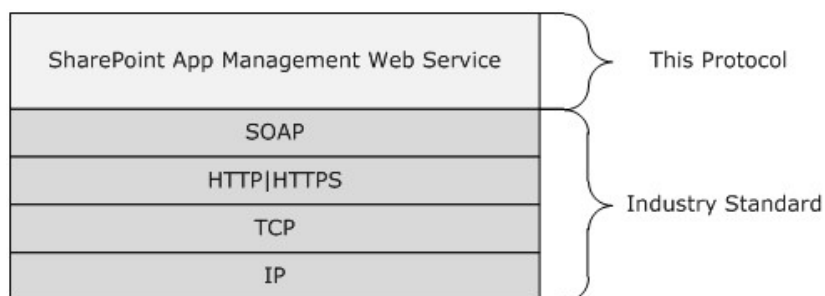 SharePoint App Management Web Service
This Protocol
SOAP
HTTP|HTTPS
TCP
IP
Industry Standard